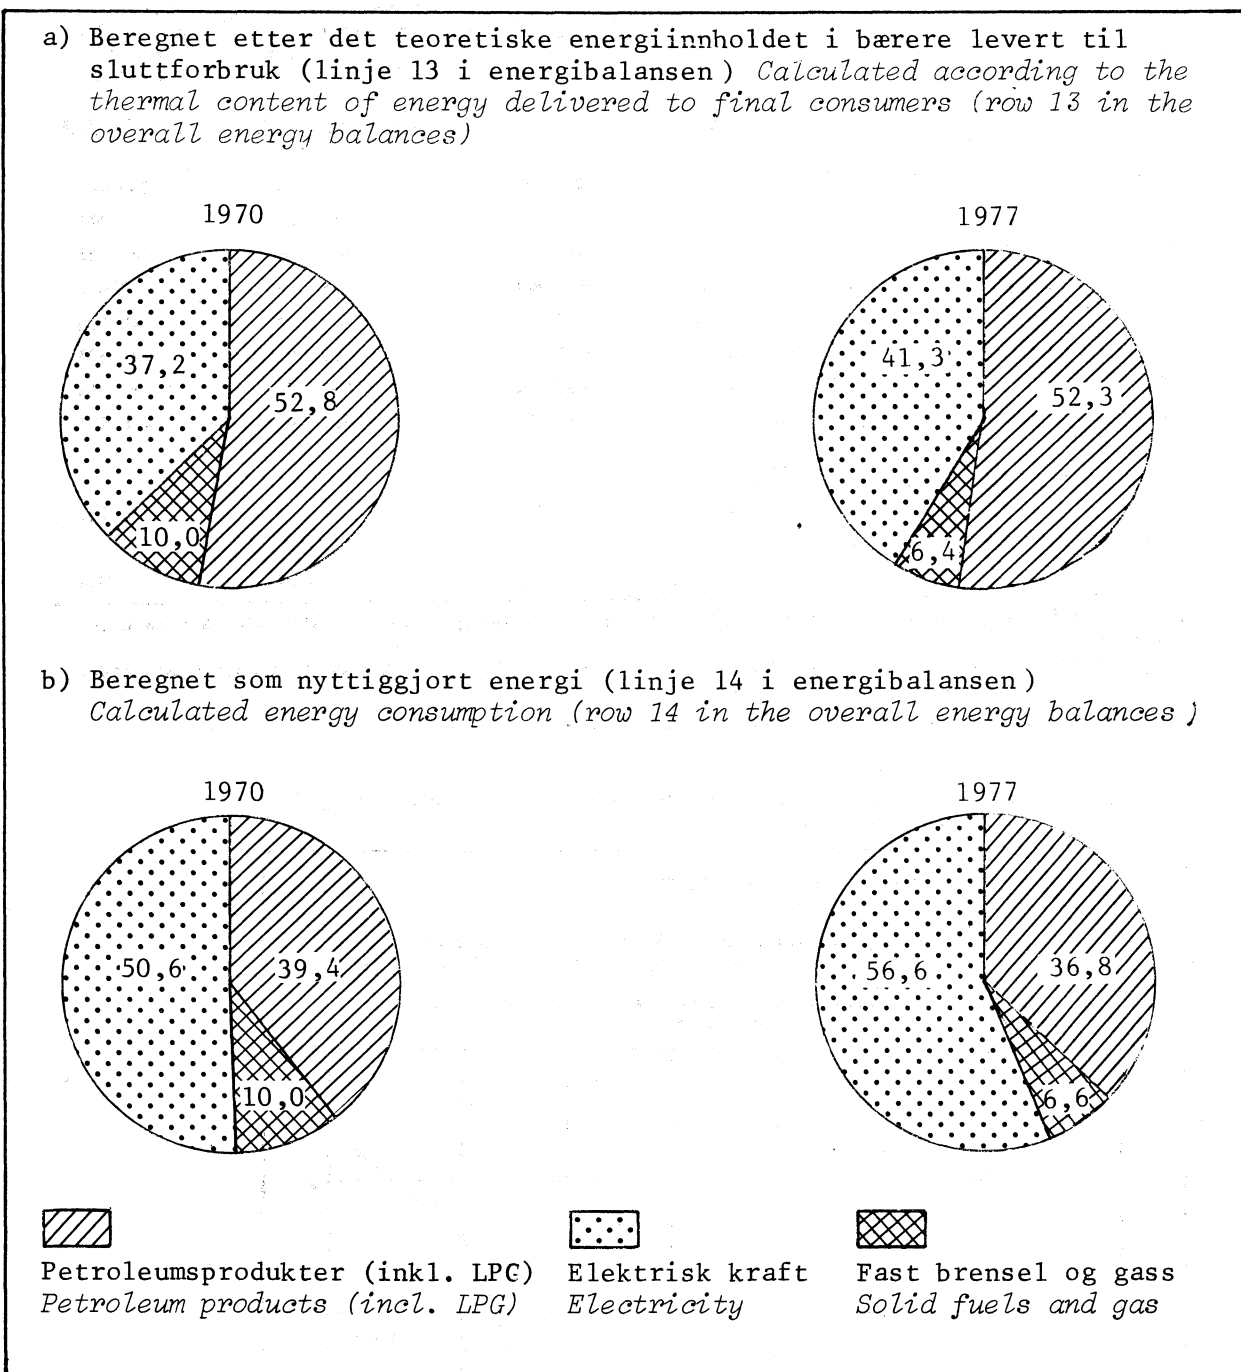 a) Beregnet etter det teoretiske energiinnholdet i bærere levert til
sluttforbruk (linje 13 i energibalansen) Calculated according to the
thermal content of energy delivered to final consumers (row 13 in the
overall energy balances)
1970
1977
37,2
52,8
10,0
41,3
52,3
6,4
b) Beregnet som nyttiggjort energi (linje 14 i energibalansen)
Calculated energy consumption (row 14 in the overall energy balances)
1970
1977
50,6
39,4
10,0
56,6
36,8
6,6
Petroleumsprodukter (inkl. LPG)
Petroleum products (incl. LPG)
Elektrisk kraft
Electricity
Fast brensel og gass
Solid fuels and gas